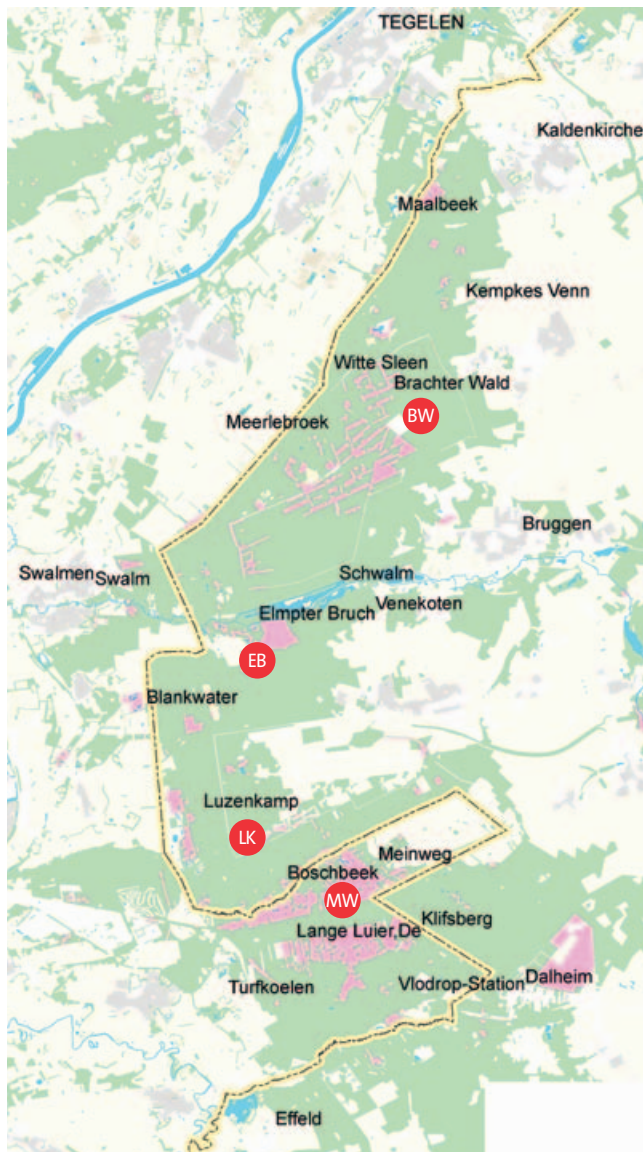 TEGELEN
Kaldenkirche
Maalbeek
Kempkes Venn
Witte Sleen
Brachter Wald
BW
Meerlebroek
Bruggen
Swalmen
Swalm
Schwalm
Elmpter Bruch
Venekoten
EB
Blankwater
Luzenkamp
LK
Meinweg
Boschbeek
MW
Klifsberg
Lange Luier,De
Turfkoelen
Vlodrop-Station
Dalheim
Effeld